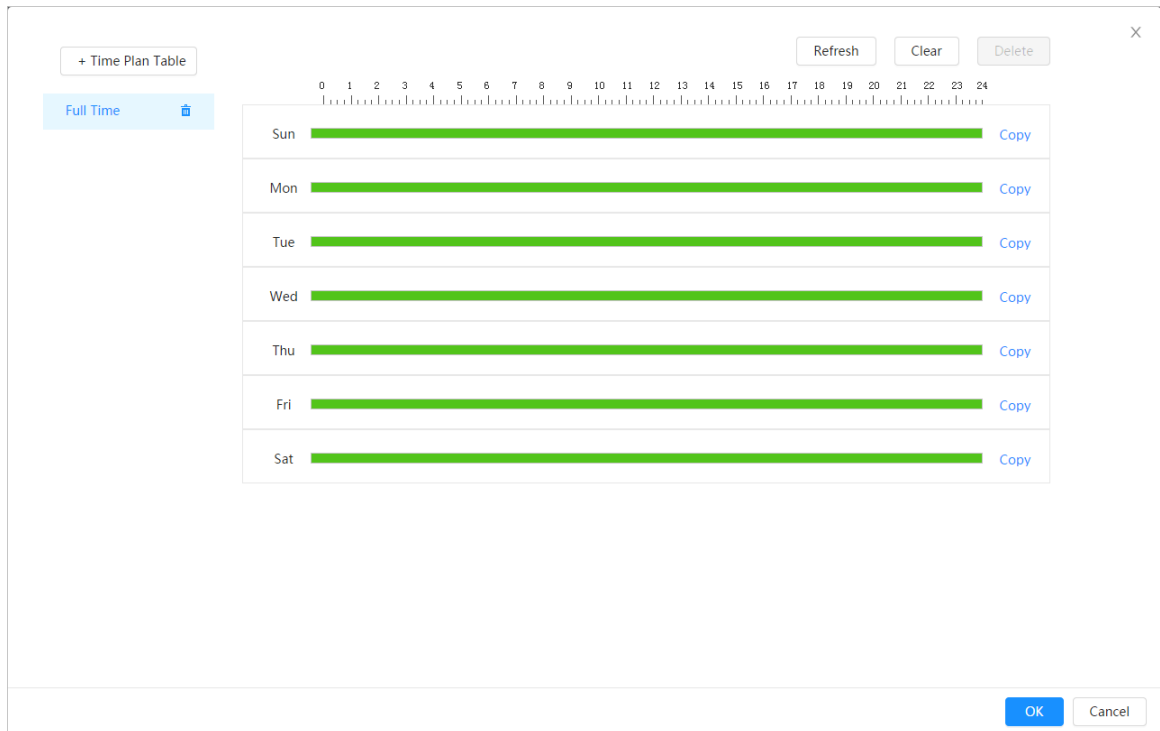 + Time Plan Table
Refresh
Clear
Delete
0 1 2 3 4 5 6 7 8 9 10 11 12 13 14 15 16 17 18 19 20 21 22 23 24
Full Time
Sun Copy
Mon Copy
Tue Copy
Wed Copy
Thu Copy
Fri Copy
Sat Copy
OK
Cancel